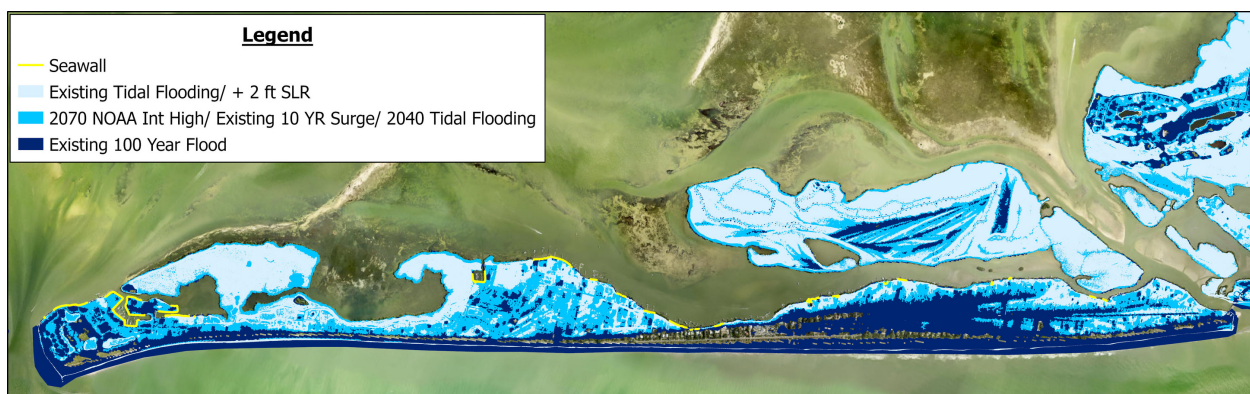 Legend
Seawall
Existing Tidal Flooding/ + 2 ft SLR
2070 NOAA Int High/ Existing 10 YR Surge/ 2040 Tidal Flooding
Existing 100 Year Flood